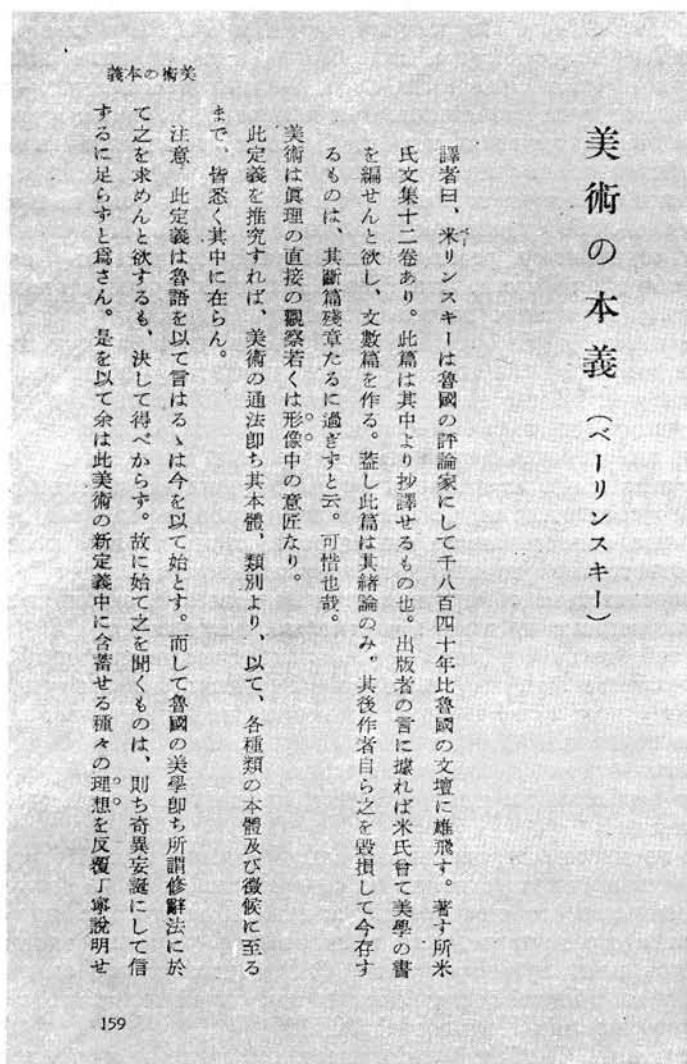 美術の本義
美術の本義 (ベーリンスキー)
譯者曰、米リンスキーは魯國の評論家にして千八百四十年比魯國の文壇に雄飛す。著す所米
氏文集十二卷あり。此篇は其中より抄譯せるもの也。出版者の言に據れば米氏曾て美學の書
を編せんと欲し、文數篇を作る。蓋し此篇は其緒論のみ。其後作者自ら之を毀損して今存す
るものは、其斷篇殘章たるに過ぎずと云。可惜也哉。
美術は眞理の直接の觀察若くは形像中の意匠なり。
此定義を推究すれば、美術の通法卽ち其本體、類別より、以て、各種類の本體及び徵候に至る
まで、皆悉く其中に在らん。
注意 此定義は魯語を以て言はるゝは今を以て始とす。而して魯國の美學卽ち所謂修辭法に於
て之を求めんと欲するも、決して得べからず。故に始て之を聞くものは、則ち奇異妄誕にして信
ずるに足らずと爲さん。是を以て余は此美術の新定義中に含蓄せる種々の理想を反覆丁寧說明せ
159